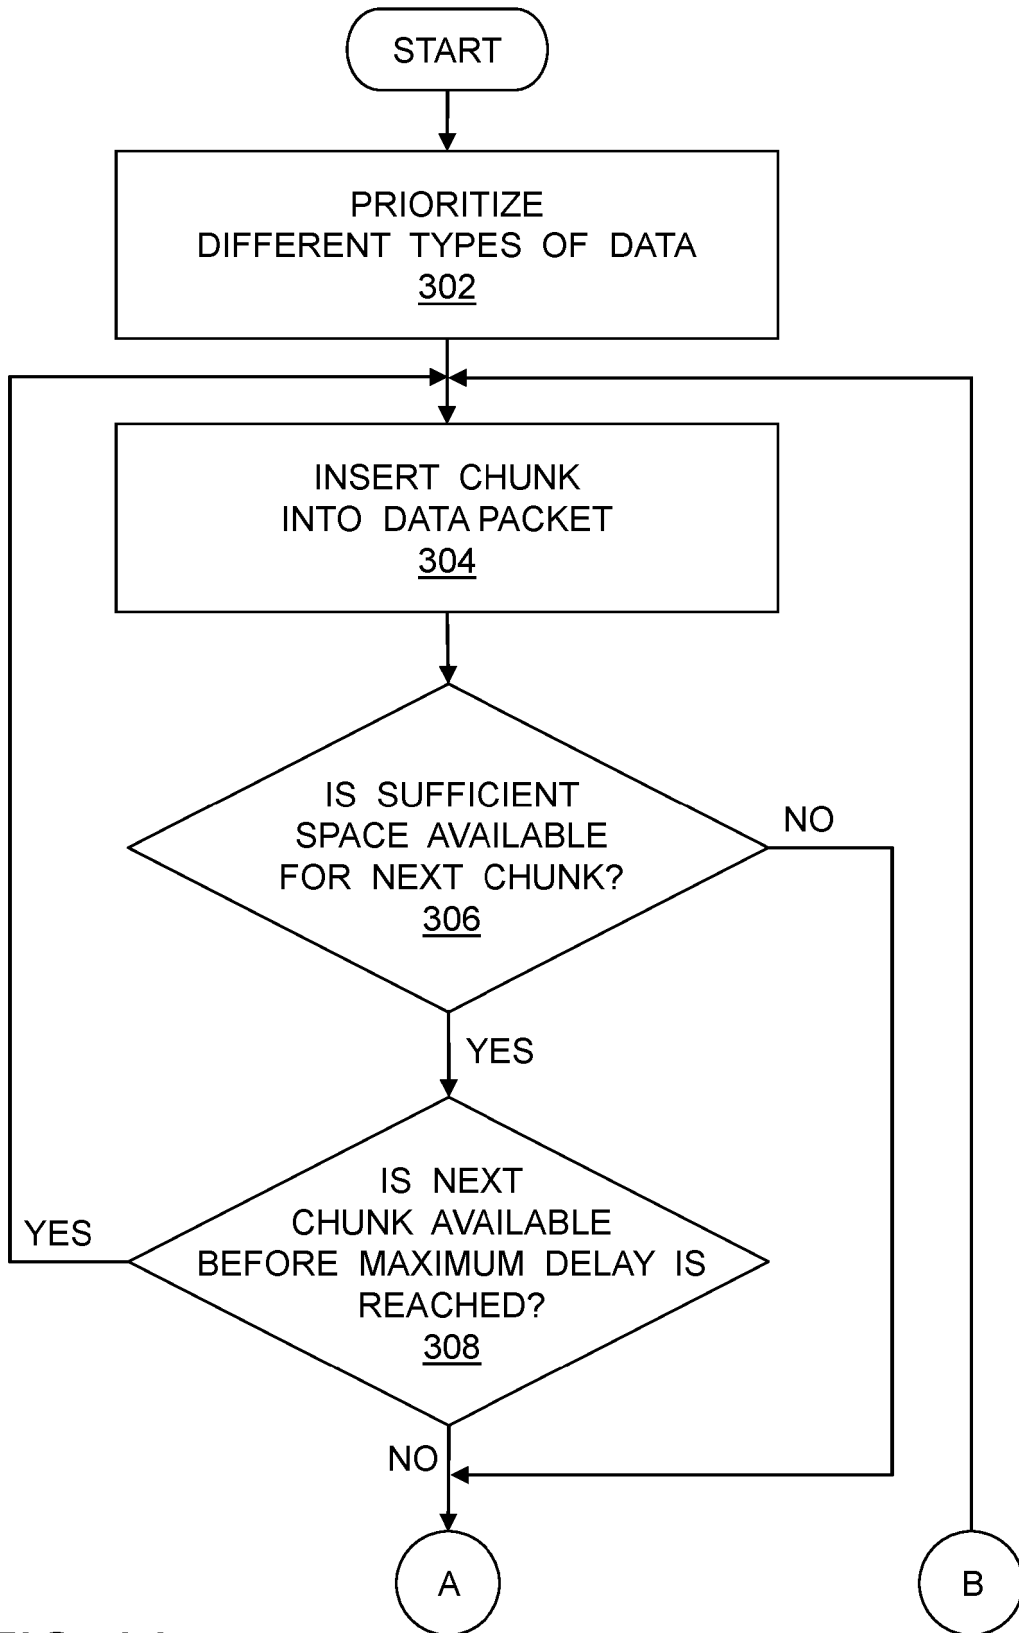 START
PRIORITIZE
DIFFERENT TYPES OF DATA
302
INSERT CHUNK
INTO DATA PACKET
304
IS SUFFICIENT
SPACE AVAILABLE
FOR NEXT CHUNK?
306
NO
YES
IS NEXT
CHUNK AVAILABLE
BEFORE MAXIMUM DELAY IS
REACHED?
308
YES
NO
A
B